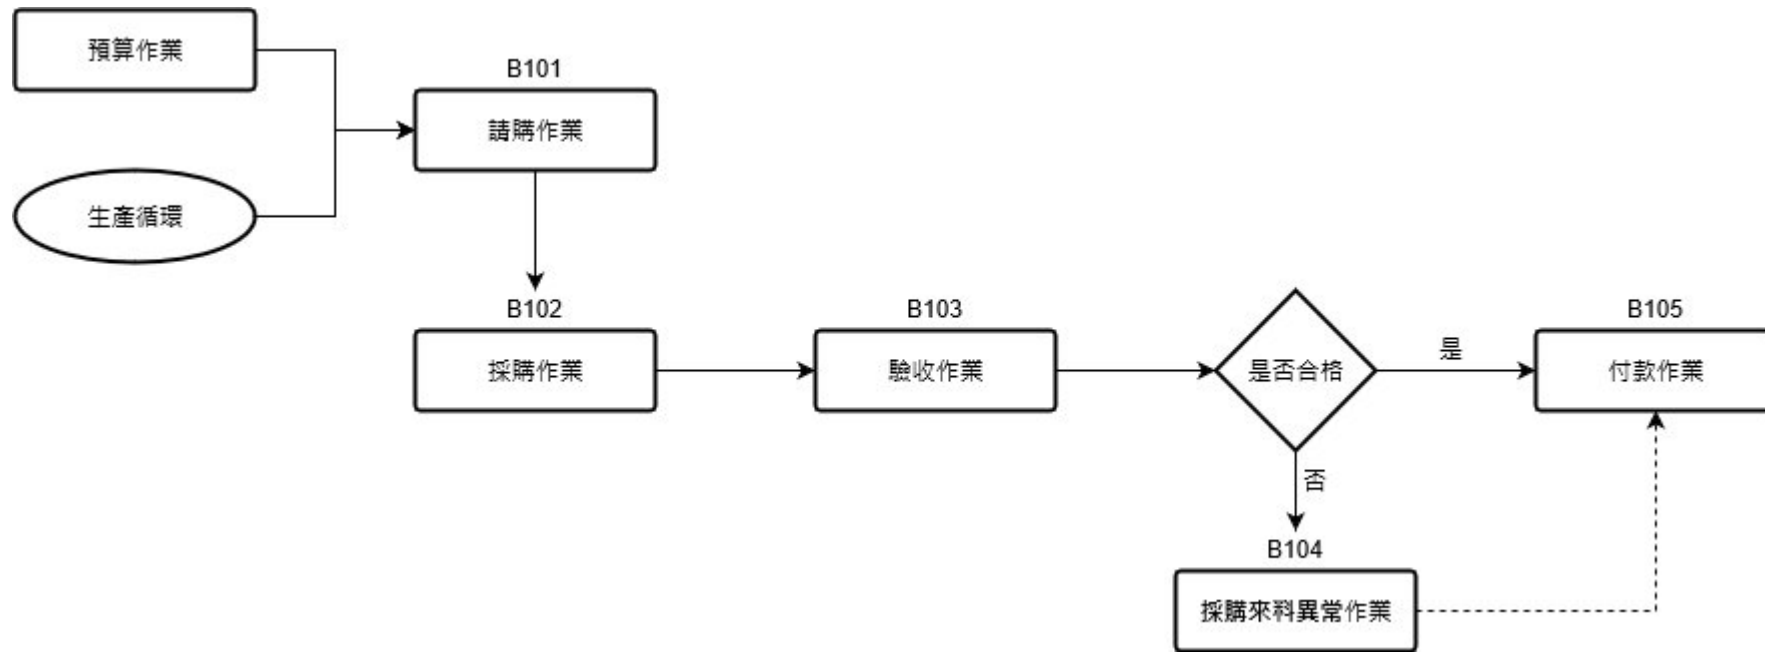 預算作業
生產循環
B101
請購作業
B102
採購作業
B103
驗收作業
是否合格
是
否
B105
付款作業
B104
採購來料異常作業